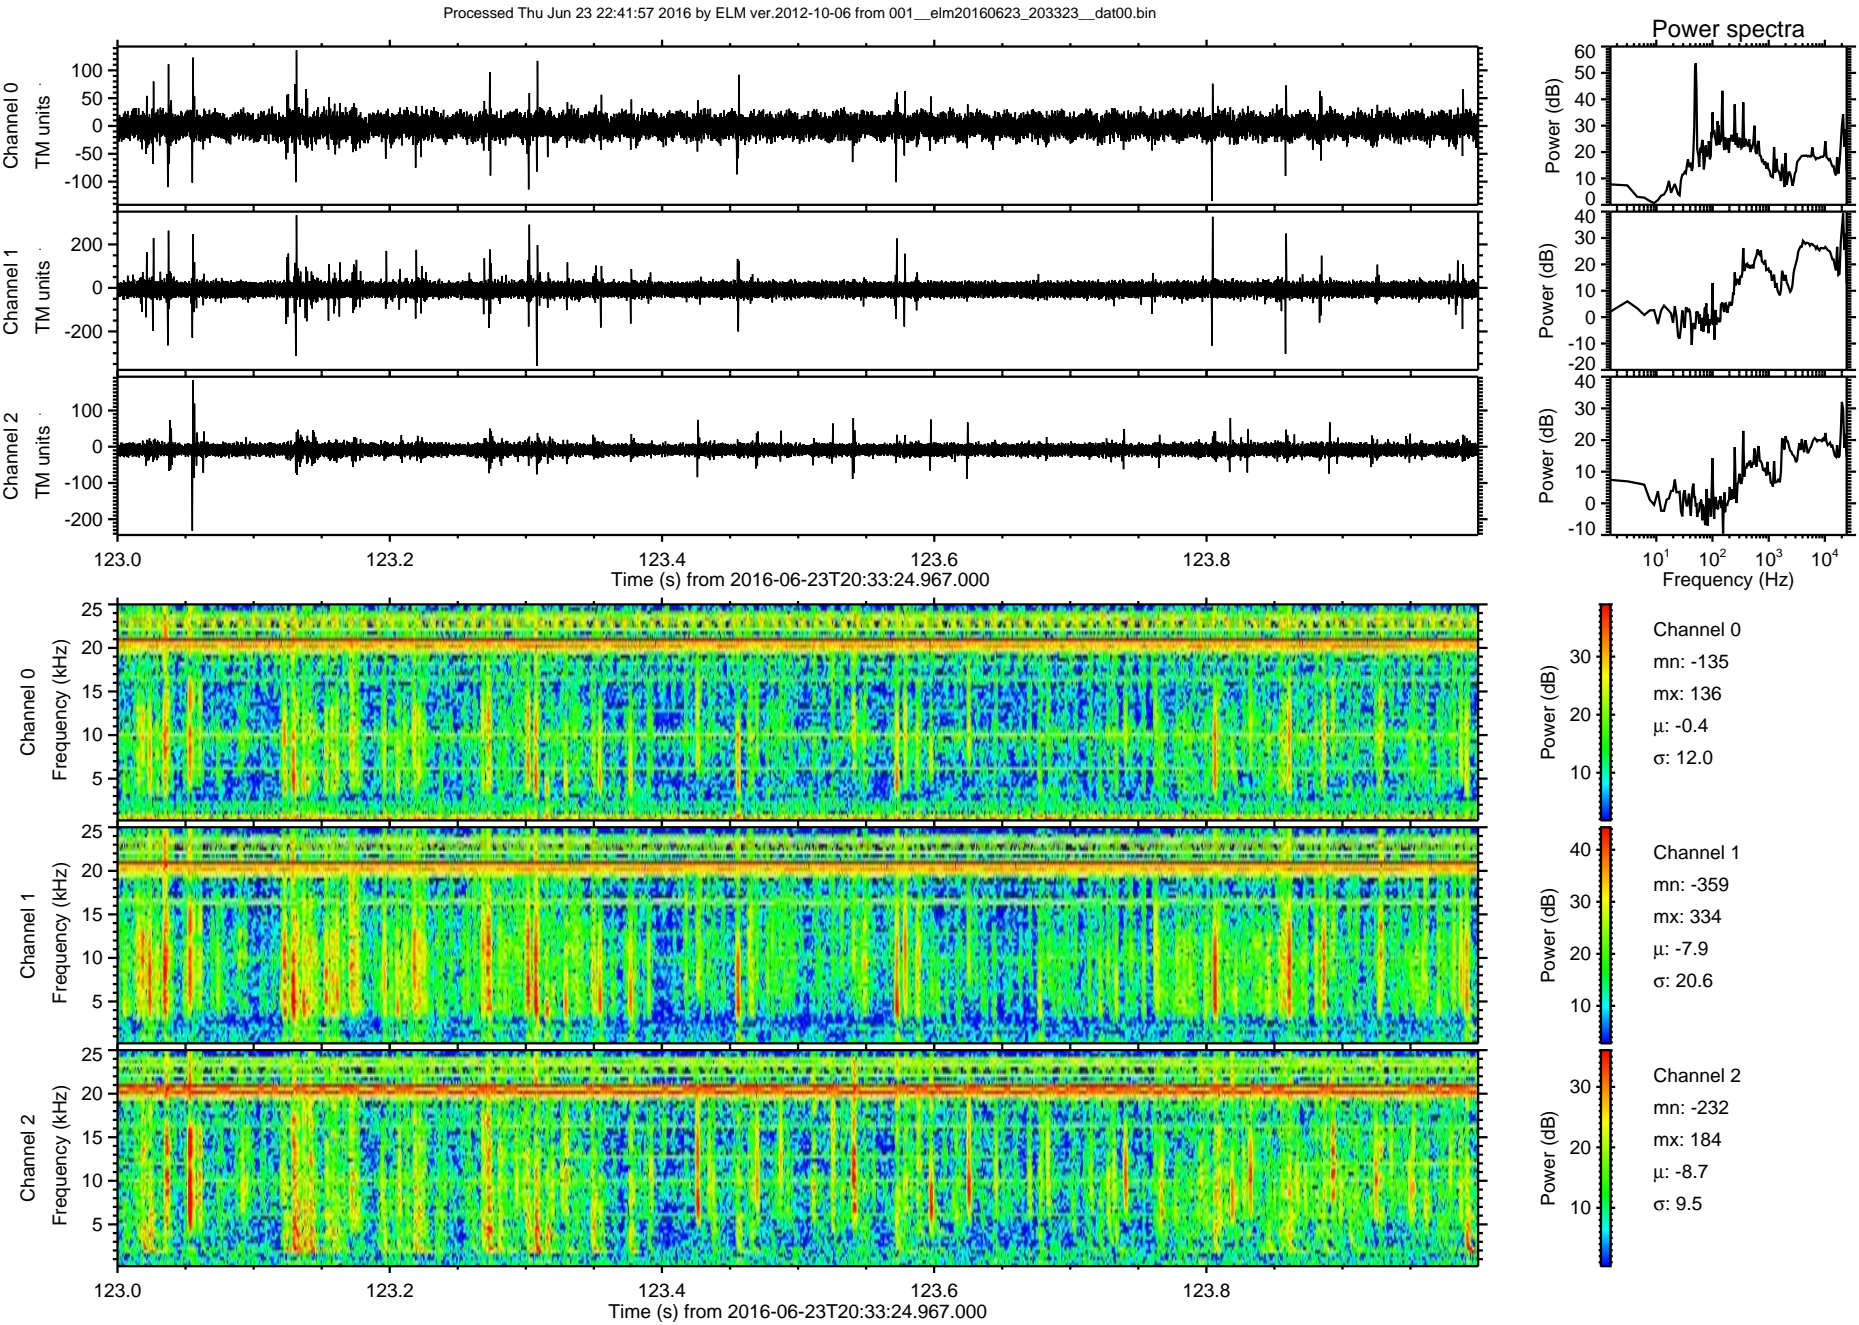 Processed Thu Jun 23 22:41:57 2016 by ELM ver.2012-10-06 from 001__elm20160623_203323__dat00.bin
Power spectra
Channel 0
TM units
100
50
0
-50
-100
Power (dB)
60
50
40
30
20
10
0
Channel 1
TM units
200
0
-200
Power (dB)
40
30
20
10
0
-10
-20
Channel 2
TM units
100
0
-100
-200
Power (dB)
40
30
20
10
0
-10
123.0 123.2 123.4 123.6 123.8
Time (s) from 2016-06-23T20:33:24.967.000
10^1 10^2 10^3 10^4
Frequency (Hz)
Channel 0
Frequency (kHz)
25
20
15
10
5
Power (dB)
30
20
10
Channel 0
mn: -135
mx: 136
μ: -0.4
σ: 12.0
Channel 1
Frequency (kHz)
25
20
15
10
5
Power (dB)
40
30
20
10
Channel 1
mn: -359
mx: 334
μ: -7.9
σ: 20.6
Channel 2
Frequency (kHz)
25
20
15
10
5
Power (dB)
30
20
10
Channel 2
mn: -232
mx: 184
μ: -8.7
σ: 9.5
123.0 123.2 123.4 123.6 123.8
Time (s) from 2016-06-23T20:33:24.967.000